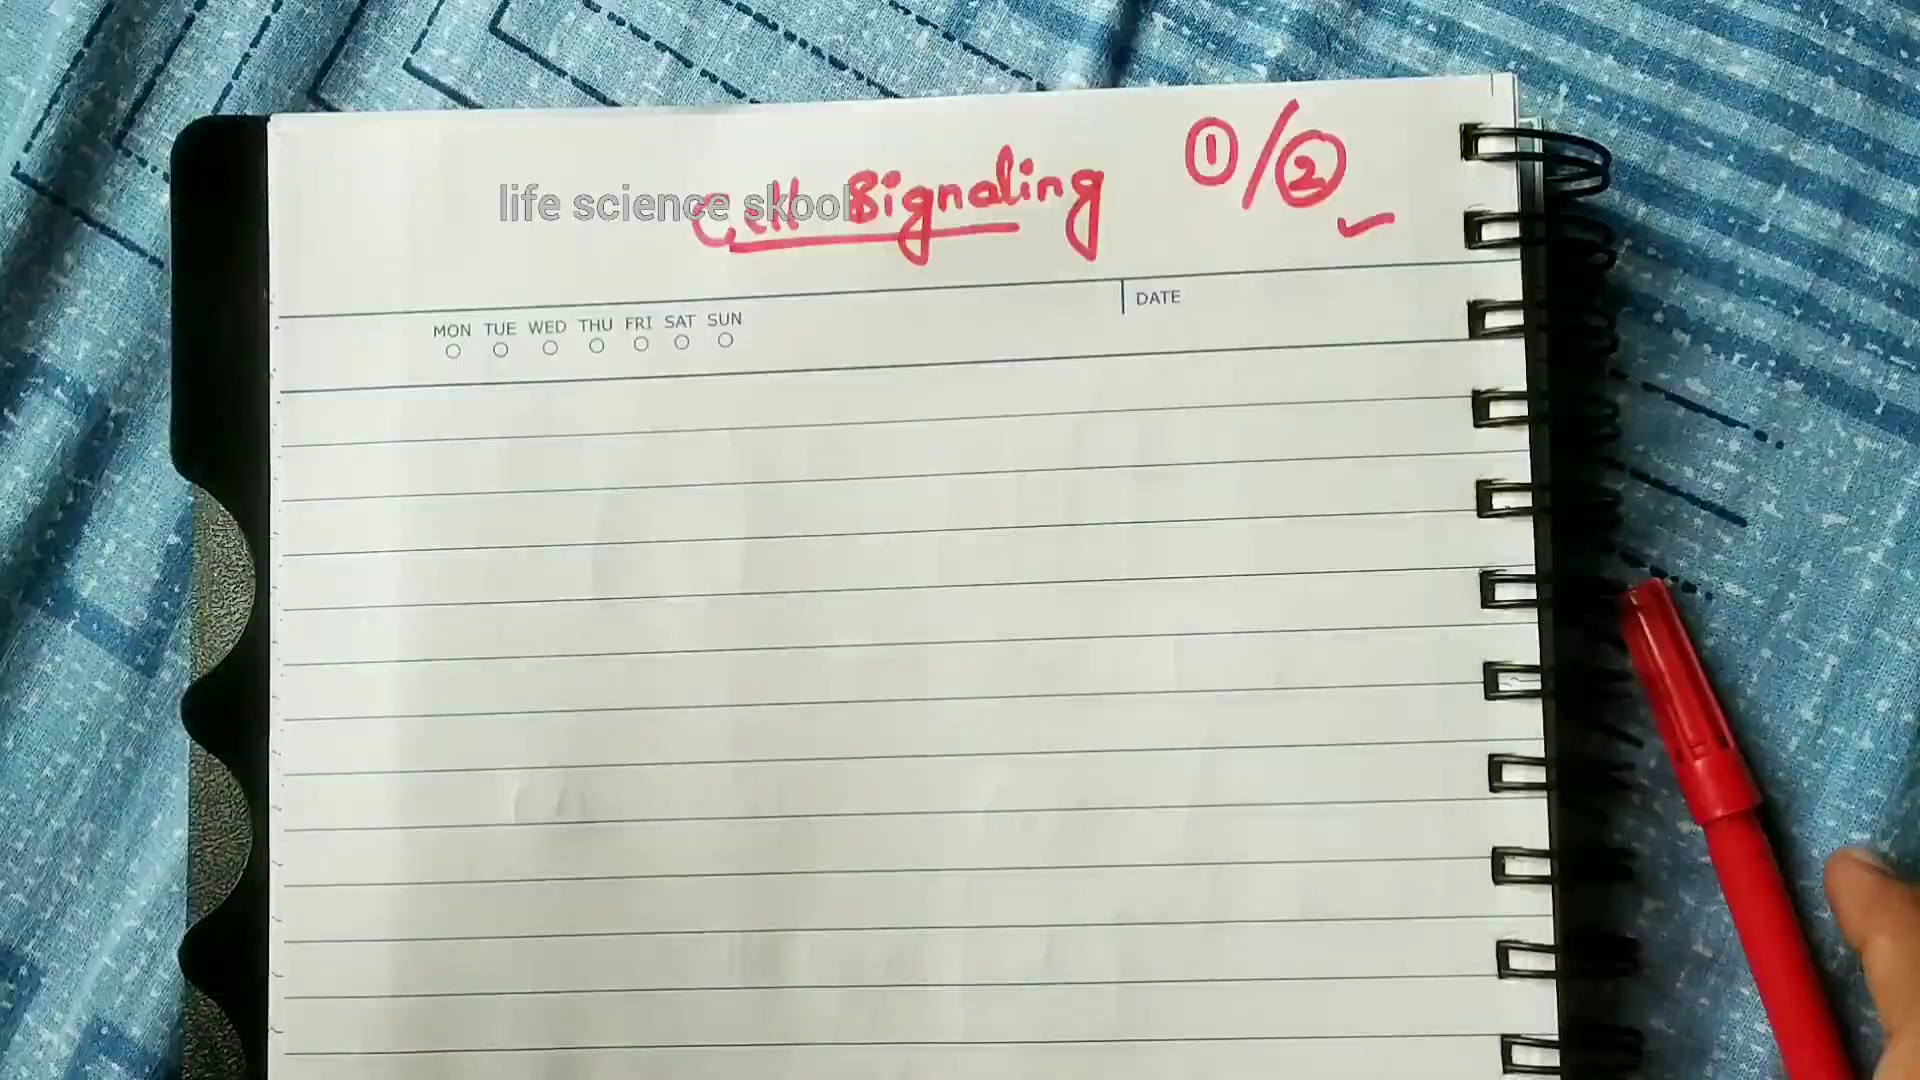 Cell Signaling ①/②
life science skool
DATE
MON TUE WED THU FRI SAT SUN